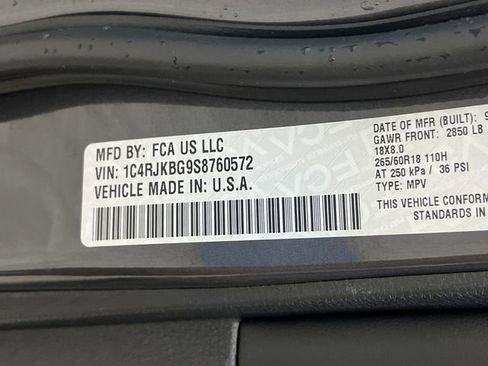 MFD BY: FCA US LLC
VIN: 1C4RJKBG9S8760572
VEHICLE MADE IN U.S.A.
DATE OF MFR (BUILT): 9
GAWR FRONT: 2850 LB
18X8.0
265/60R18 110H
AT 250 kPa / 36 PSI
TYPE: MPV
THIS VEHICLE CONFORM
STANDARDS IN